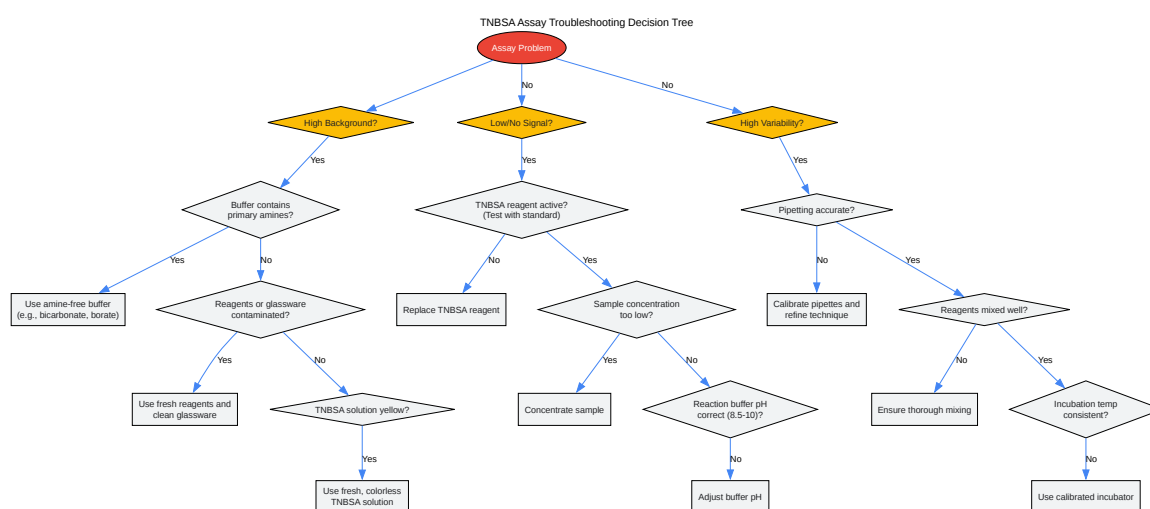 TNBSA Assay Troubleshooting Decision Tree
Assay Problem
No
No
High Background?
Low/No Signal?
High Variability?
Yes
Yes
Yes
Buffer contains
primary amines?
TNBSA reagent active?
(Test with standard)
Pipetting accurate?
Yes
No
No
Yes
No
Yes
Use amine-free buffer
(e.g., bicarbonate, borate)
Reagents or glassware
contaminated?
Replace TNBSA reagent
Sample concentration
too low?
Calibrate pipettes and
refine technique
Reagents mixed well?
Yes
No
Yes
No
No
Yes
Use fresh reagents and
clean glassware
TNBSA solution yellow?
Concentrate sample
Reaction buffer pH
correct (8.5-10)?
Ensure thorough mixing
Incubation temp
consistent?
Yes
No
No
Use fresh, colorless
TNBSA solution
Adjust buffer pH
Use calibrated incubator